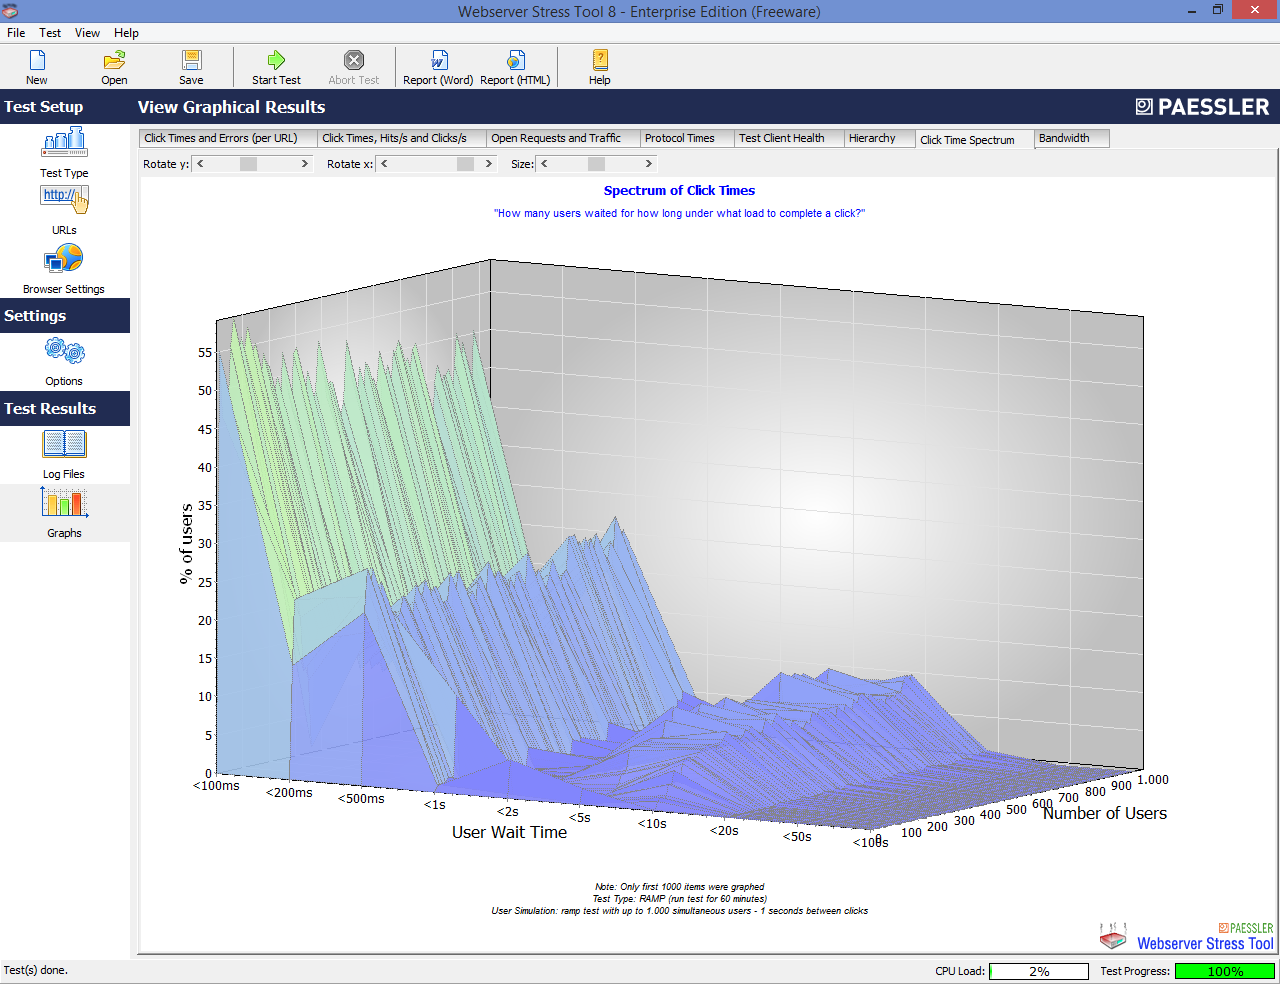 Webserver Stress Tool 8 - Enterprise Edition (Freeware)
File Test View Help
New Open Save Start Test Abort Test Report (Word) Report (HTML) Help
Test Setup
View Graphical Results
PAESSLER
Click Times and Errors (per URL) Click Times, Hits/s and Clicks/s Open Requests and Traffic Protocol Times Test Client Health Hierarchy Click Time Spectrum Bandwidth
Rotate y: Rotate x: Size:
Test Type
http://
URLs
Browser Settings
Settings
Options
Test Results
Log Files
Graphs
Spectrum of Click Times
"How many users waited for how long under what load to complete a click?"
% of users
55
50
45
40
35
30
25
20
15
10
5
0
<100ms
<200ms
<500ms
<1s
<2s
<5s
<10s
<20s
<50s
<100s
User Wait Time
0
100
200
300
400
500
600
700
800
900
1.000
Number of Users
Note: Only first 1000 items were graphed
Test Type: RAMP (run test for 60 minutes)
User Simulation: ramp test with up to 1.000 simultaneous users - 1 seconds between clicks
PAESSLER
Webserver Stress Tool
Test(s) done.
CPU Load: 2% Test Progress: 100%